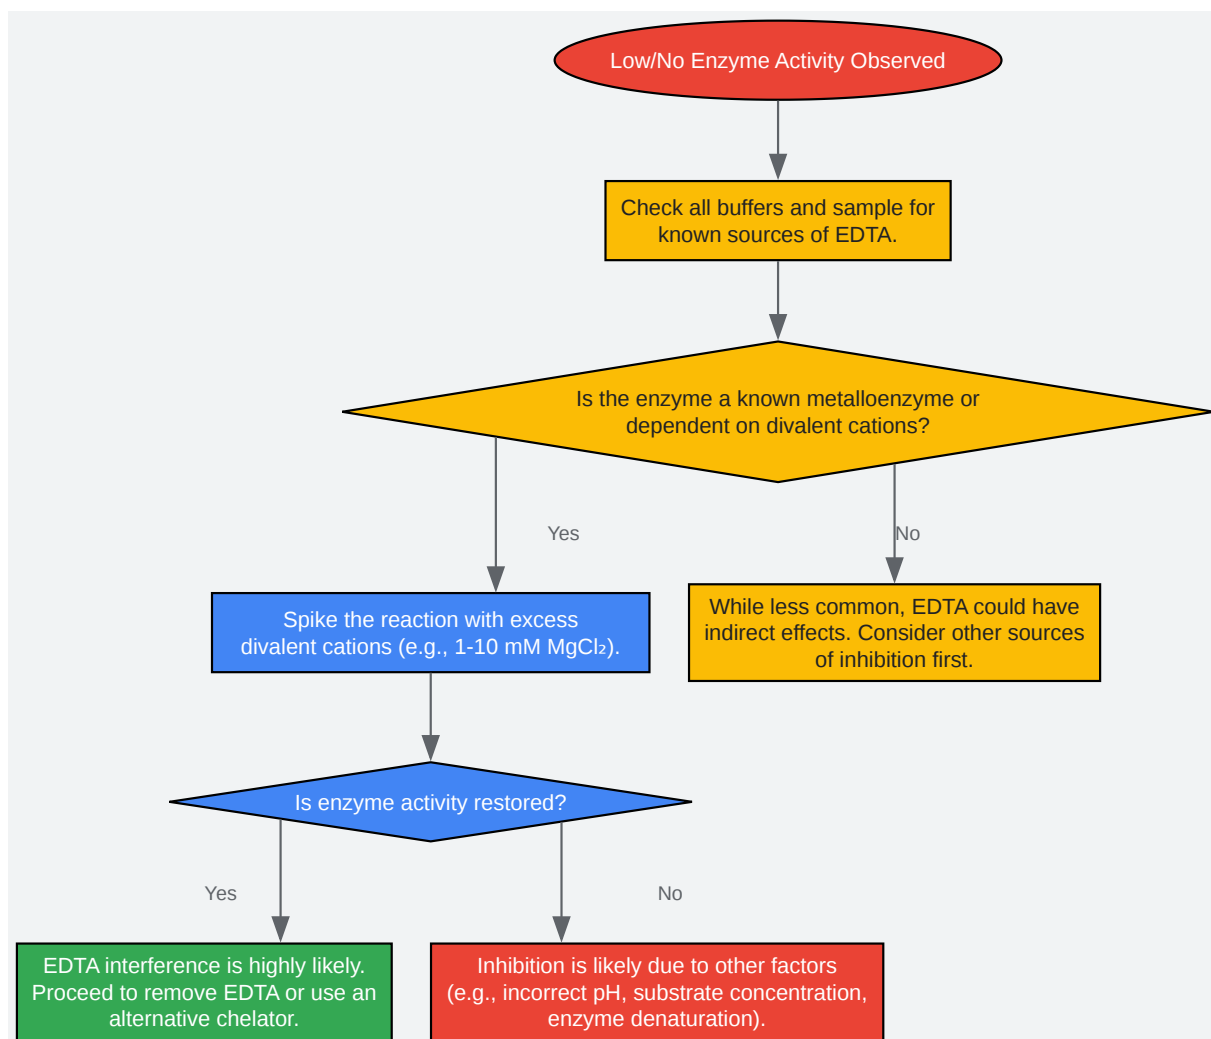 Low/No Enzyme Activity Observed
Check all buffers and sample for
known sources of EDTA.
Is the enzyme a known metalloenzyme or
dependent on divalent cations?
Yes
No
Spike the reaction with excess
divalent cations (e.g., 1-10 mM MgCl₂).
While less common, EDTA could have
indirect effects. Consider other sources
of inhibition first.
Is enzyme activity restored?
Yes
No
EDTA interference is highly likely.
Proceed to remove EDTA or use an
alternative chelator.
Inhibition is likely due to other factors
(e.g., incorrect pH, substrate concentration,
enzyme denaturation).